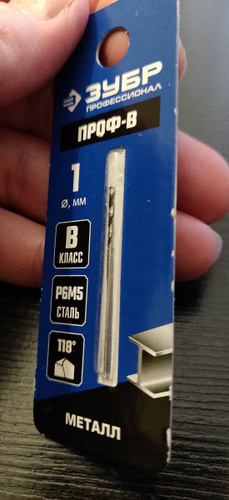 ЗУБР
ПРОФЕССИОНАЛ
ПРОФ-В
1
Ø, ММ
В
КЛАСС
Р6М5
СТАЛЬ
118°
МЕТАЛЛ